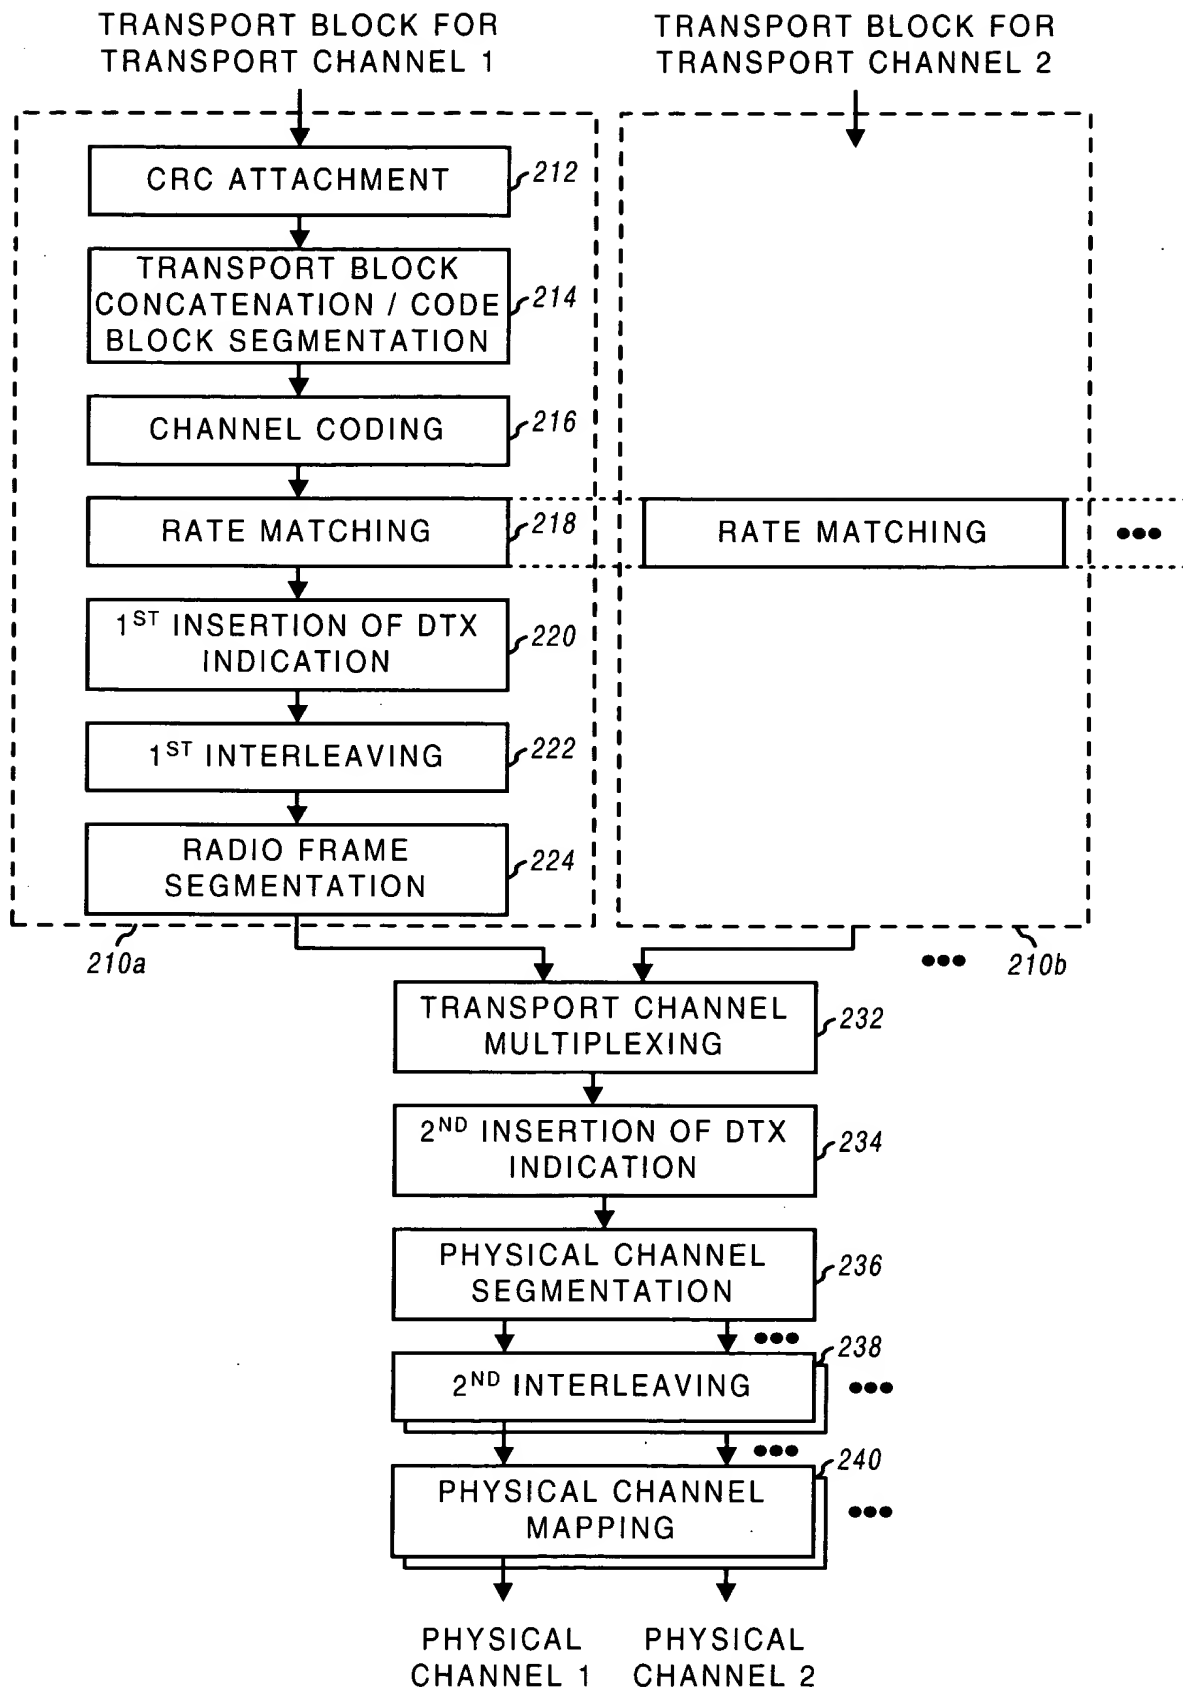 TRANSPORT BLOCK FOR
TRANSPORT CHANNEL 1
TRANSPORT BLOCK FOR
TRANSPORT CHANNEL 2
CRC ATTACHMENT
212
TRANSPORT BLOCK
CONCATENATION / CODE
BLOCK SEGMENTATION
214
CHANNEL CODING
216
RATE MATCHING
218
RATE MATCHING
1ST INSERTION OF DTX
INDICATION
220
1ST INTERLEAVING
222
RADIO FRAME
SEGMENTATION
224
210a
210b
TRANSPORT CHANNEL
MULTIPLEXING
232
2ND INSERTION OF DTX
INDICATION
234
PHYSICAL CHANNEL
SEGMENTATION
236
2ND INTERLEAVING
238
PHYSICAL CHANNEL
MAPPING
240
PHYSICAL
CHANNEL 1
PHYSICAL
CHANNEL 2